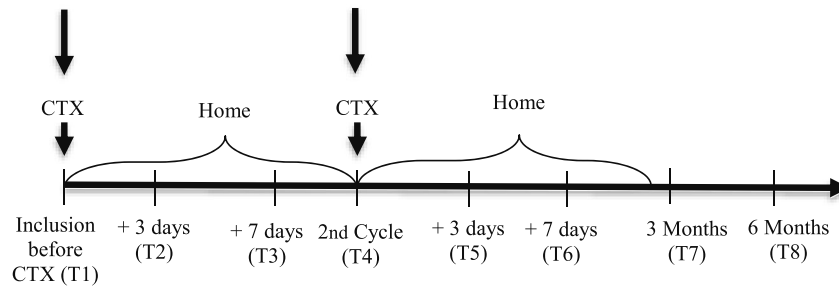 CTX
Home
CTX
Home
Inclusion
before
CTX (T1)
+ 3 days
(T2)
+ 7 days
(T3)
2nd Cycle
(T4)
+ 3 days
(T5)
+ 7 days
(T6)
3 Months
(T7)
6 Months
(T8)